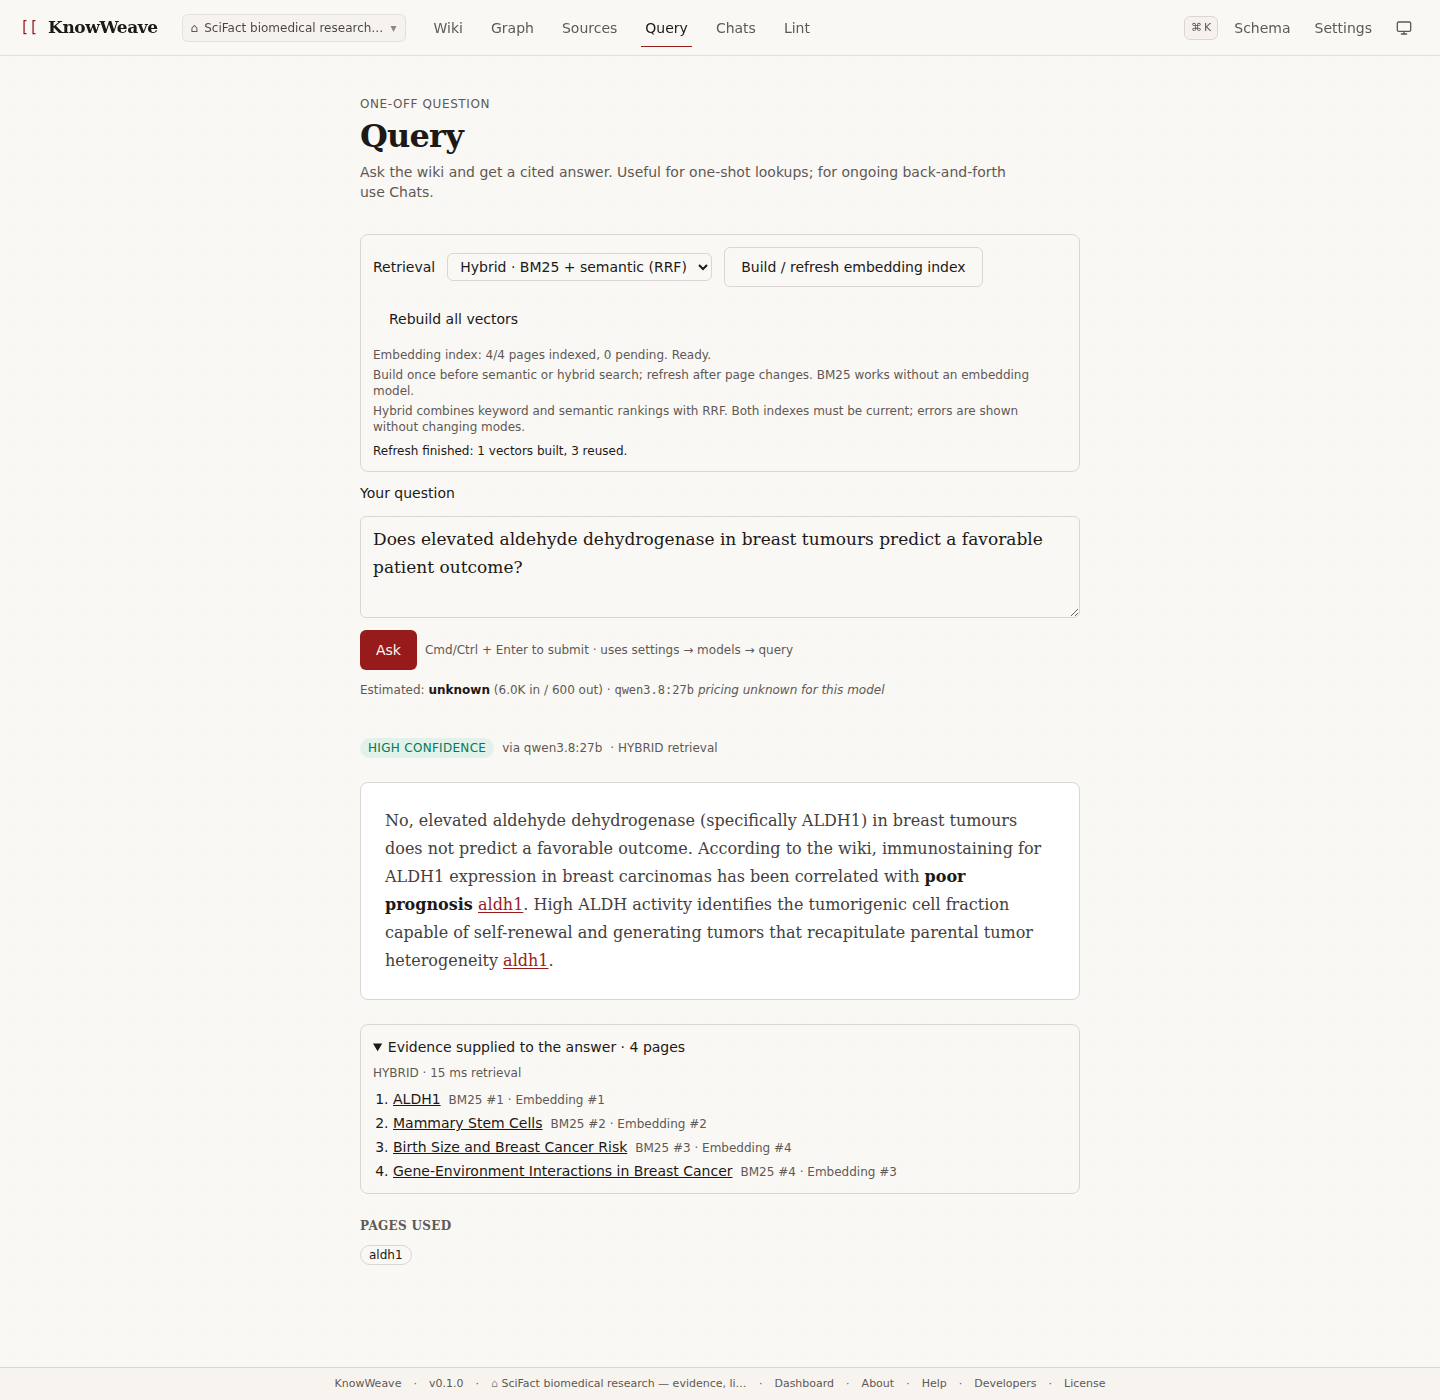 [[ KnowWeave
⌂ SciFact biomedical research… ▾
Wiki
Graph
Sources
Query
Chats
Lint
⌘ K
Schema
Settings
ONE-OFF QUESTION
Query
Ask the wiki and get a cited answer. Useful for one-shot lookups; for ongoing back-and-forth
use Chats.
Retrieval
Hybrid · BM25 + semantic (RRF)
Build / refresh embedding index
Rebuild all vectors
Embedding index: 4/4 pages indexed, 0 pending. Ready.
Build once before semantic or hybrid search; refresh after page changes. BM25 works without an embedding
model.
Hybrid combines keyword and semantic rankings with RRF. Both indexes must be current; errors are shown
without changing modes.
Refresh finished: 1 vectors built, 3 reused.
Your question
Does elevated aldehyde dehydrogenase in breast tumours predict a favorable
patient outcome?
Ask
Cmd/Ctrl + Enter to submit · uses settings → models → query
Estimated: unknown (6.0K in / 600 out) · qwen3.8:27b pricing unknown for this model
HIGH CONFIDENCE via qwen3.8:27b · HYBRID retrieval
No, elevated aldehyde dehydrogenase (specifically ALDH1) in breast tumours
does not predict a favorable outcome. According to the wiki, immunostaining for
ALDH1 expression in breast carcinomas has been correlated with poor
prognosis aldh1. High ALDH activity identifies the tumorigenic cell fraction
capable of self-renewal and generating tumors that recapitulate parental tumor
heterogeneity aldh1.
▼ Evidence supplied to the answer · 4 pages
HYBRID · 15 ms retrieval
1. ALDH1 BM25 #1 · Embedding #1
2. Mammary Stem Cells BM25 #2 · Embedding #2
3. Birth Size and Breast Cancer Risk BM25 #3 · Embedding #4
4. Gene-Environment Interactions in Breast Cancer BM25 #4 · Embedding #3
PAGES USED
aldh1
KnowWeave · v0.1.0 · ⌂ SciFact biomedical research — evidence, li… · Dashboard · About · Help · Developers · License